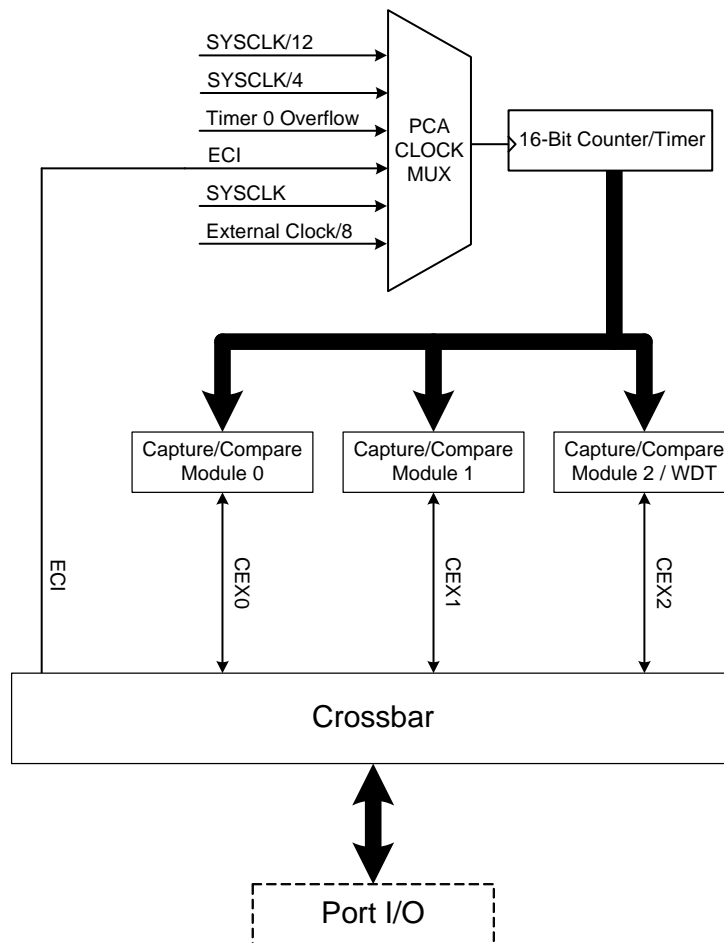 SYSCLK/12
SYSCLK/4
Timer 0 Overflow
ECI
SYSCLK
External Clock/8
PCA
CLOCK
MUX
16-Bit Counter/Timer
Capture/Compare
Module 0
Capture/Compare
Module 1
Capture/Compare
Module 2 / WDT
ECI
CEX0
CEX1
CEX2
Crossbar
Port I/O